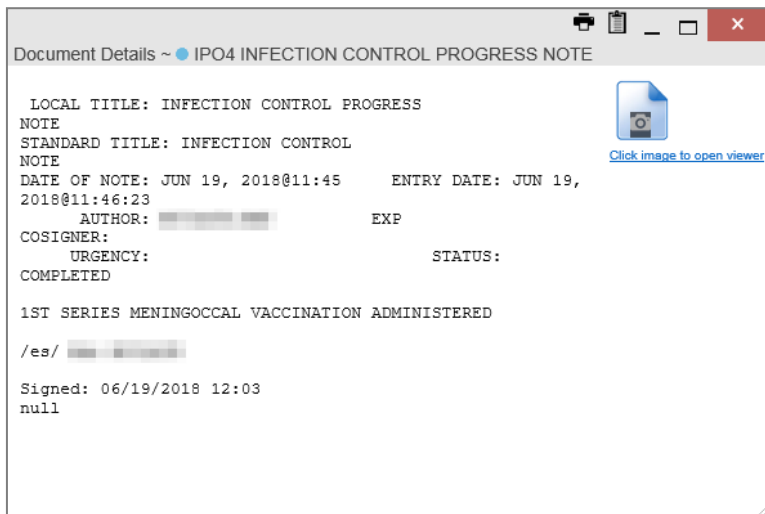 Document Details ~ IPO4 INFECTION CONTROL PROGRESS NOTE
LOCAL TITLE: INFECTION CONTROL PROGRESS
NOTE
Click image to open viewer
STANDARD TITLE: INFECTION CONTROL
NOTE
DATE OF NOTE: JUN 19, 2018@11:45 ENTRY DATE: JUN 19,
2018@11:46:23
AUTHOR: EXP
COSIGNER:
URGENCY: STATUS:
COMPLETED
1ST SERIES MENINGOCCAL VACCINATION ADMINISTERED
/es/
Signed: 06/19/2018 12:03
null